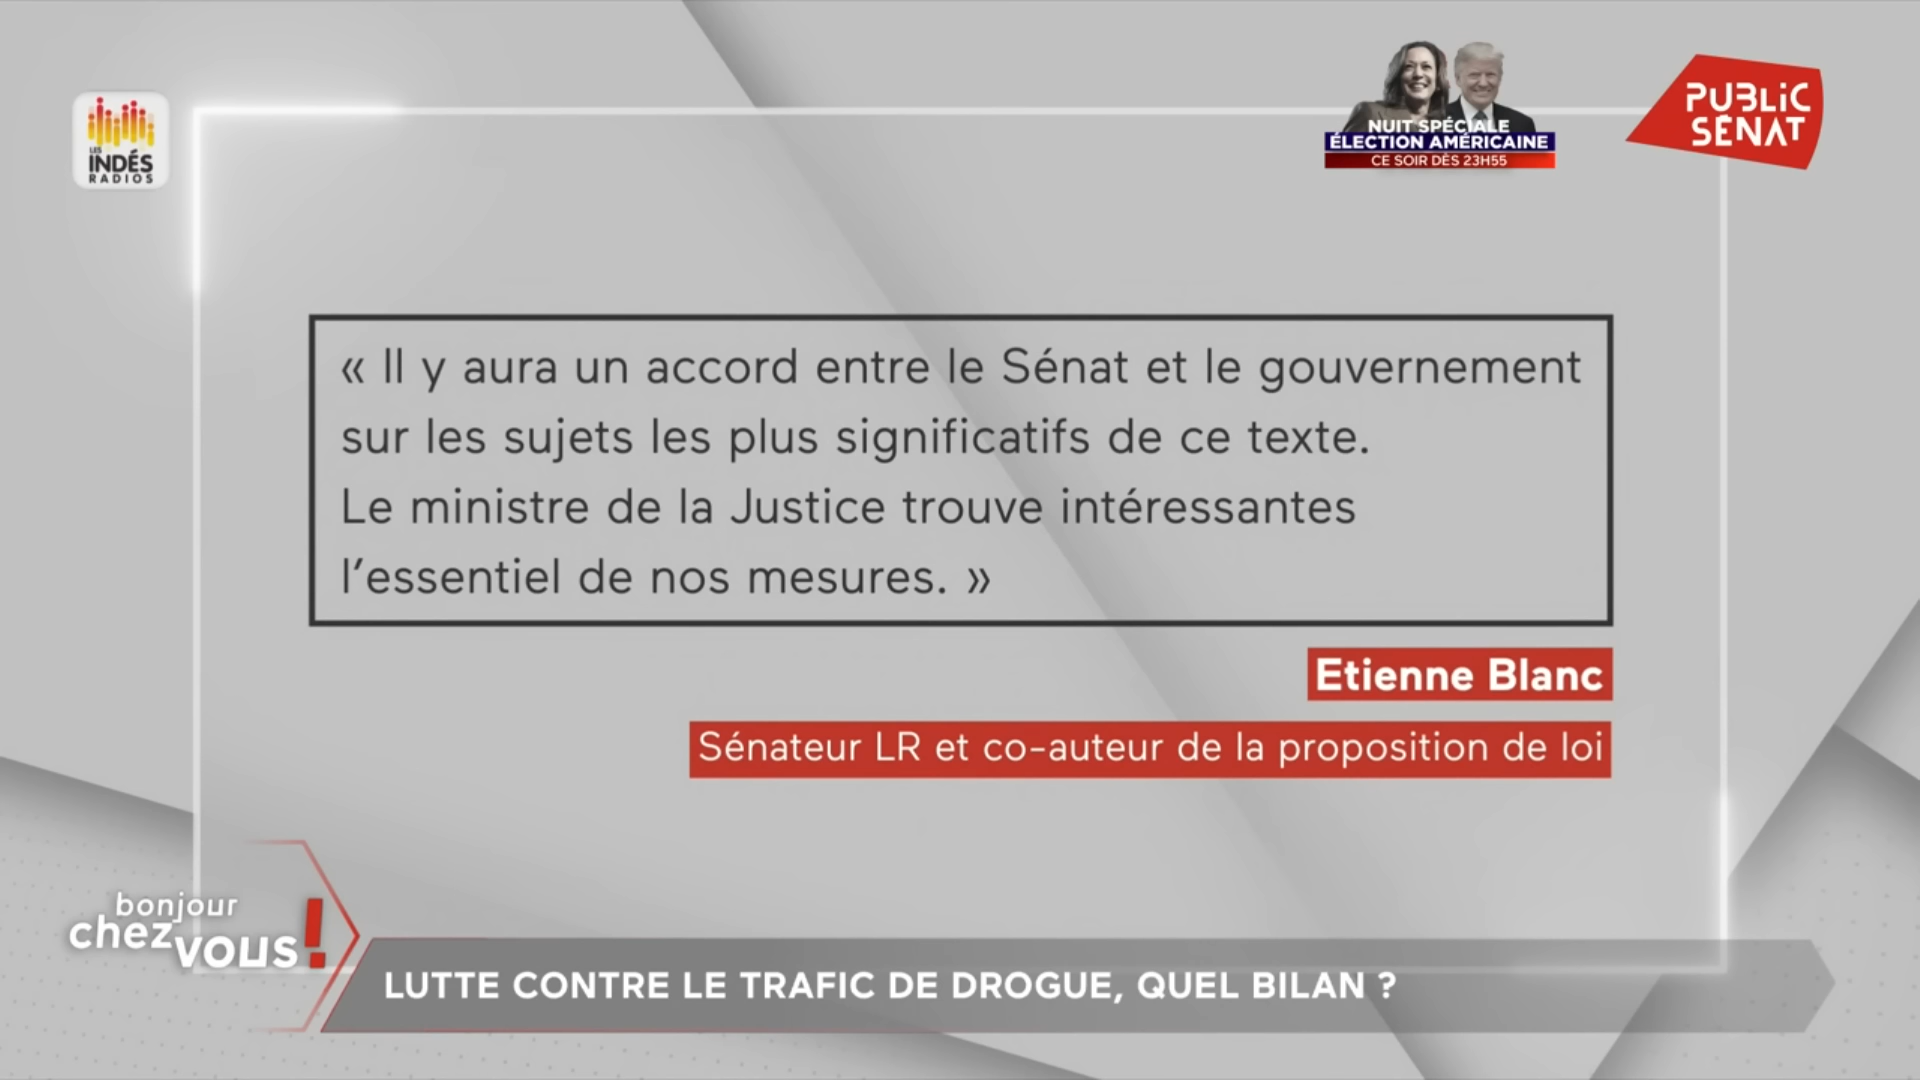 LES
INDÉS
RADIOS
NUIT SPÉCIALE
ÉLECTION AMÉRICAINE
CE SOIR DÈS 23H55
PUBLIC
SÉNAT
« Il y aura un accord entre le Sénat et le gouvernement
sur les sujets les plus significatifs de ce texte.
Le ministre de la Justice trouve intéressantes
l’essentiel de nos mesures. »
Etienne Blanc
Sénateur LR et co-auteur de la proposition de loi
bonjour
chez
vous!
LUTTE CONTRE LE TRAFIC DE DROGUE, QUEL BILAN ?